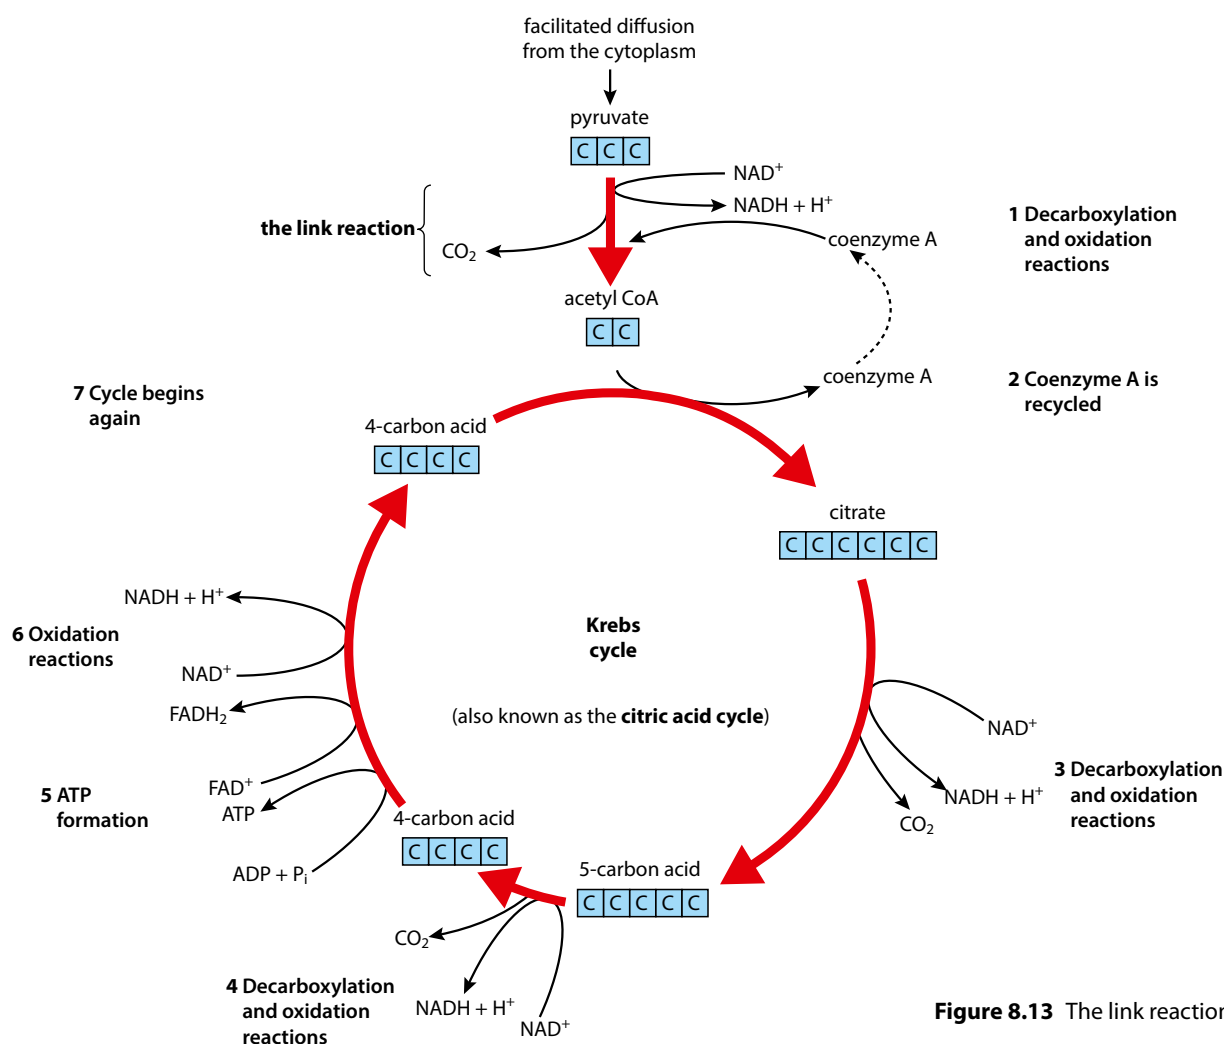 facilitated diffusion
from the cytoplasm
pyruvate
C C C
NAD⁺
NADH + H⁺
the link reaction
CO₂
coenzyme A
1 Decarboxylation
and oxidation
reactions
acetyl CoA
C C
coenzyme A
2 Coenzyme A is
recycled
7 Cycle begins
again
4-carbon acid
C C C C
citrate
C C C C C C
NADH + H⁺
6 Oxidation
reactions
NAD⁺
FADH₂
Krebs
cycle
(also known as the citric acid cycle)
NAD⁺
NADH + H⁺
CO₂
3 Decarboxylation
and oxidation
reactions
FAD⁺
ATP
5 ATP
formation
ADP + Pᵢ
4-carbon acid
C C C C
5-carbon acid
C C C C C
CO₂
NADH + H⁺
NAD⁺
4 Decarboxylation
and oxidation
reactions
Figure 8.13 The link reaction